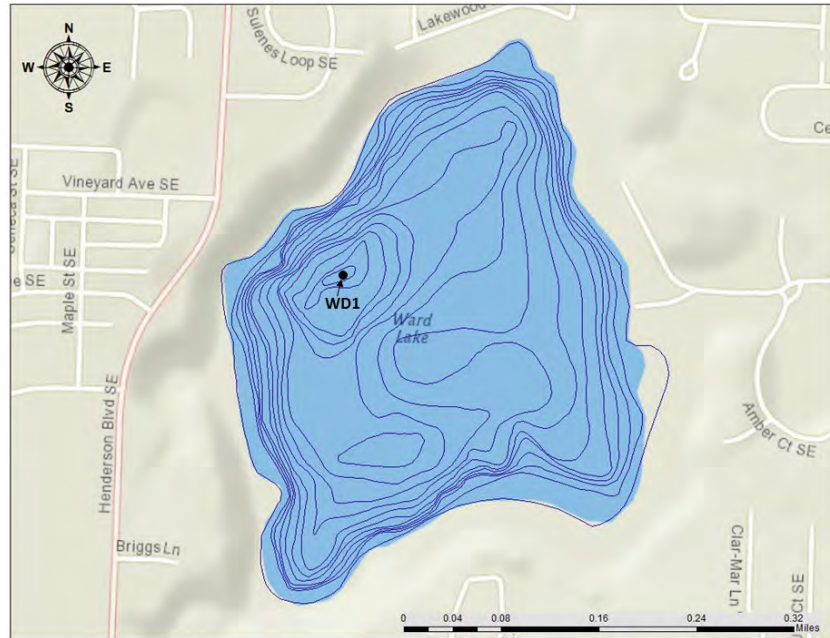 N
W E
S
Sulenes Loop SE
Lakewood
Ce
Vineyard Ave SE
St SE
e SE
Maple St SE
WD1
Ward
Lake
Henderson Blvd SE
Amber Ct SE
Briggs Ln
Clar-Mar Ln
Ct SE
0 0.04 0.08 0.16 0.24 0.32
Miles